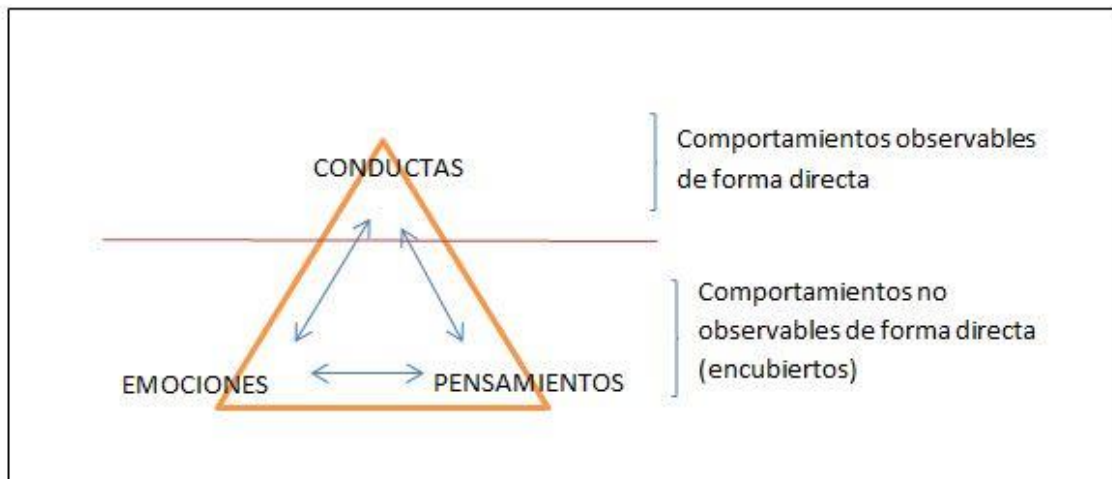 CONDUCTAS
Comportamientos observables
de forma directa
EMOCIONES
PENSAMIENTOS
Comportamientos no
observables de forma directa
(encubiertos)